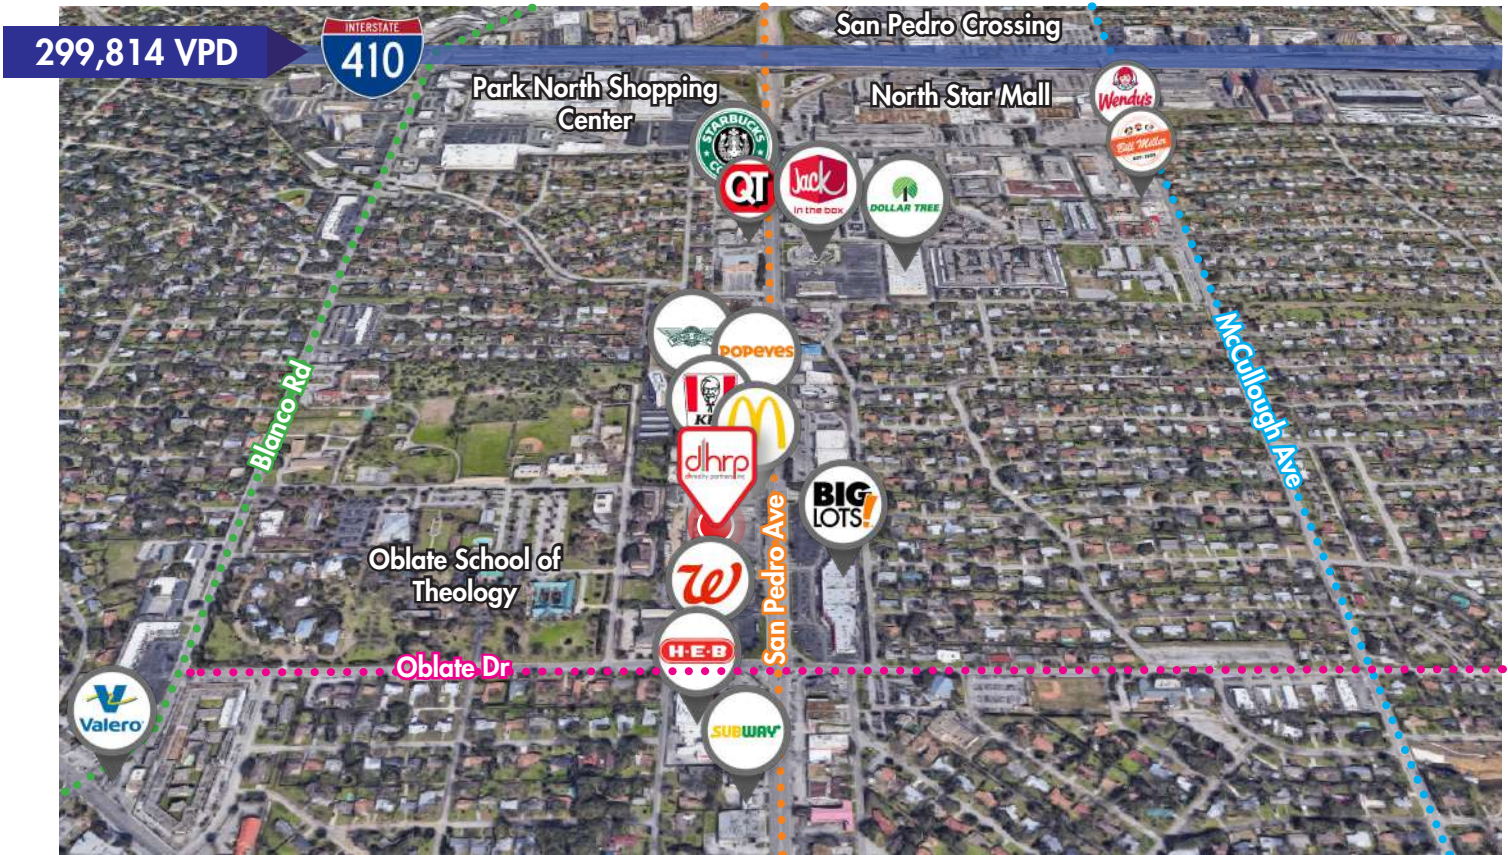 San Pedro Crossing
INTERSTATE
410
299,814 VPD
Park North Shopping
Center
North Star Mall
Wendy's
STARBUCKS
Bill Miller
QT
Jack
in the box
DOLLAR TREE
POPEYES
McCullough Ave
Blanco Rd
dhrp
BIG
LOTS!
San Pedro Ave
Oblate School of
Theology
W
H-E-B
Oblate Dr
Valero
SUBWAY